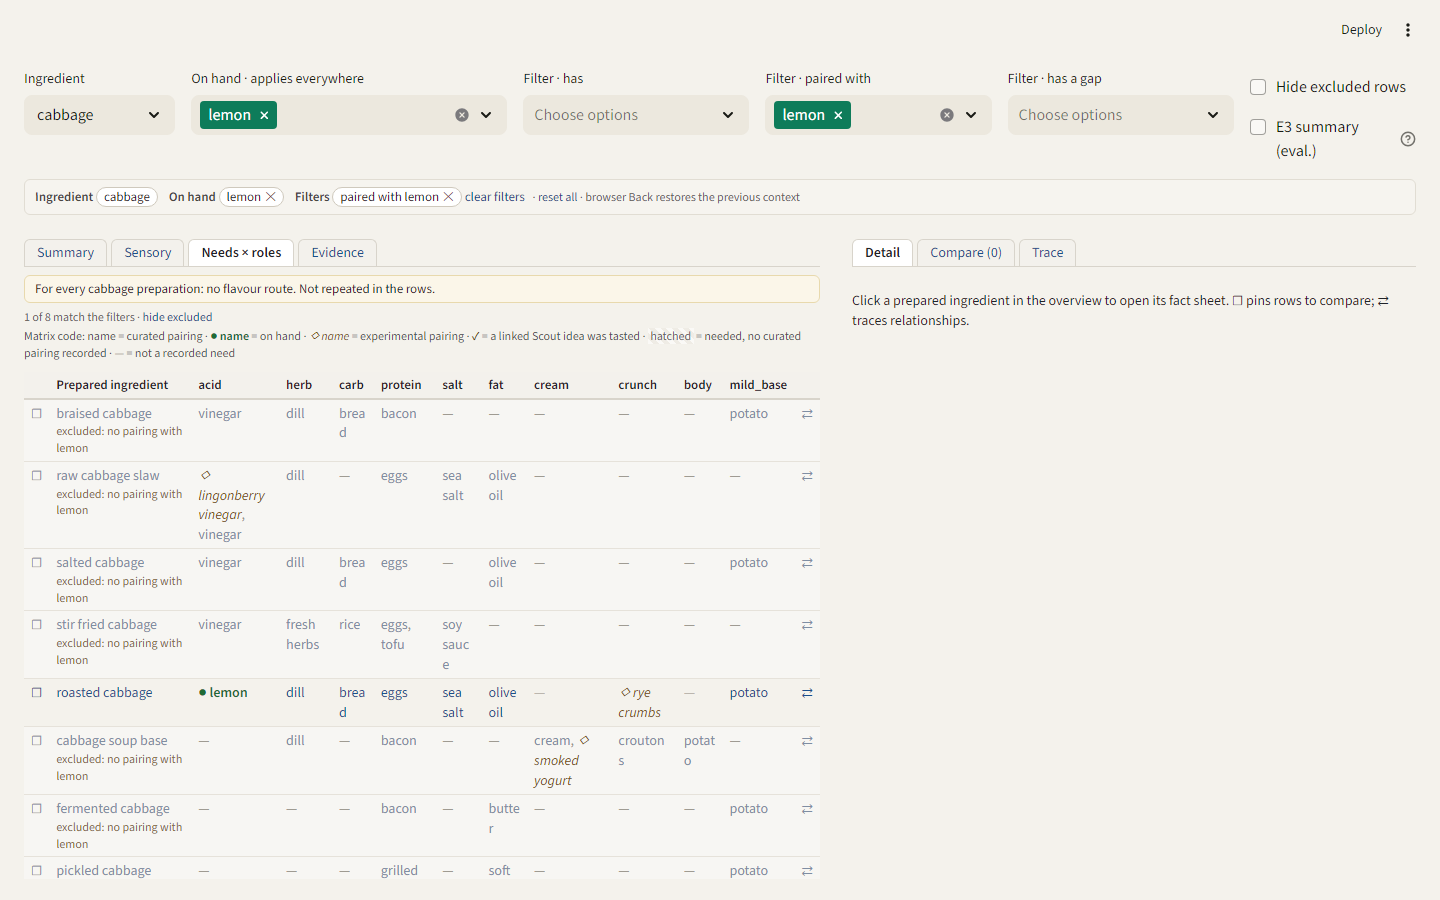 Deploy
Ingredient
On hand · applies everywhere
Filter · has
Filter · paired with
Filter · has a gap
cabbage
lemon ×
Choose options
lemon ×
Choose options
Hide excluded rows
E3 summary
(eval.)
Ingredient cabbage On hand lemon × Filters paired with lemon × clear filters · reset all · browser Back restores the previous context
Summary
Sensory
Needs × roles
Evidence
For every cabbage preparation: no flavour route. Not repeated in the rows.
1 of 8 match the filters · hide excluded
Matrix code: name = curated pairing · ● name = on hand · ◇ name = experimental pairing · ✓ = a linked Scout idea was tasted · hatched = needed, no curated
pairing recorded · — = not a recorded need
Prepared ingredient acid herb carb protein salt fat cream crunch body mild_base
☐ braised cabbage vinegar dill brea bacon — — — — — potato ⇄
excluded: no pairing with d
lemon
☐ raw cabbage slaw ◇ dill — eggs sea olive — — — — ⇄
excluded: no pairing with lingonberry salt oil
lemon vinegar,
vinegar
☐ salted cabbage vinegar dill brea eggs — olive — — — potato ⇄
excluded: no pairing with d oil
lemon
☐ stir fried cabbage vinegar fresh rice eggs, soy — — — — — ⇄
excluded: no pairing with herbs tofu sauc
lemon e
☐ roasted cabbage ● lemon dill brea eggs sea olive — ◇ rye — potato ⇄
d salt oil crumbs
☐ cabbage soup base — dill — bacon — — cream, ◇ crouton potat — ⇄
excluded: no pairing with smoked s o
lemon yogurt
☐ fermented cabbage — — — bacon — butte — — — potato ⇄
excluded: no pairing with r
lemon
☐ pickled cabbage — — — grilled — soft — — — potato ⇄
Detail
Compare (0)
Trace
Click a prepared ingredient in the overview to open its fact sheet. ☐ pins rows to compare; ⇄
traces relationships.